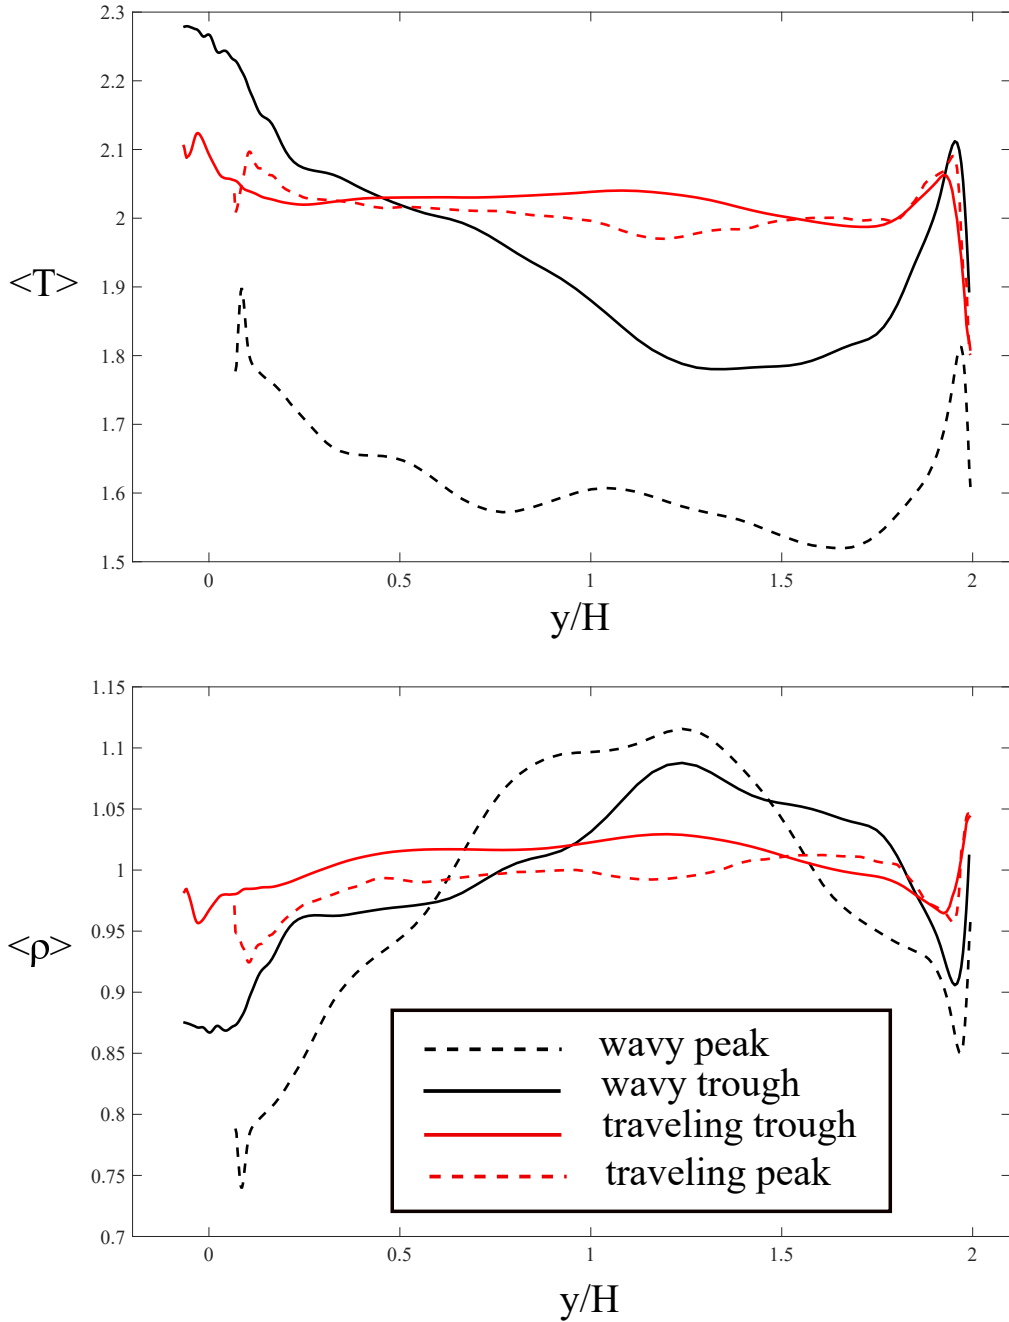 2.3
2.2
2.1
2
1.9
1.8
1.7
1.6
1.5
<T>
0 0.5 1 1.5 2
y/H
1.15
1.1
1.05
1
0.95
0.9
0.85
0.8
0.75
0.7
<ρ>
wavy peak
wavy trough
traveling trough
traveling peak
0 0.5 1 1.5 2
y/H